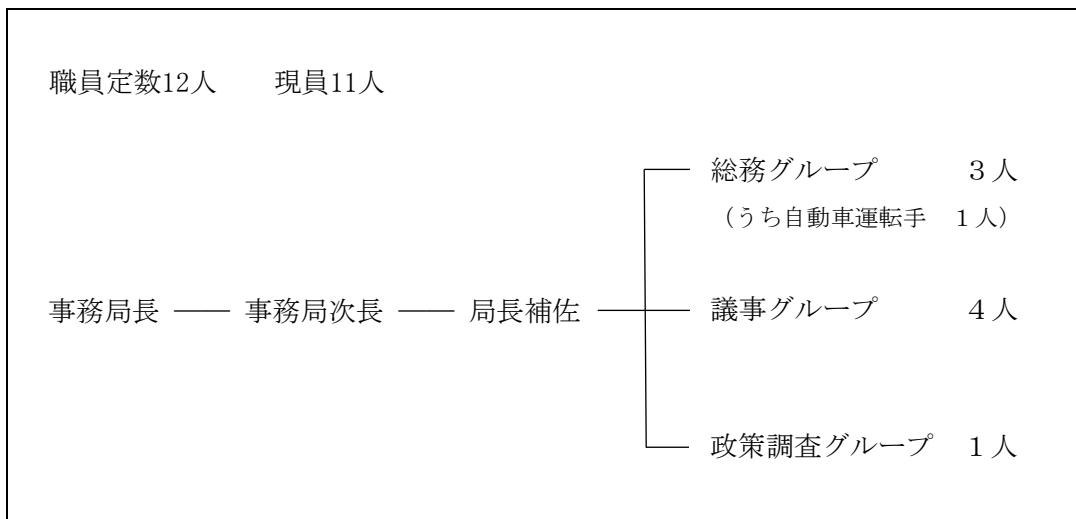 職員定数12人　　現員11人
総務グループ　　　３人
（うち自動車運転手　１人）
事務局長 ―― 事務局次長 ―― 局長補佐
議事グループ　　　４人
政策調査グループ　１人